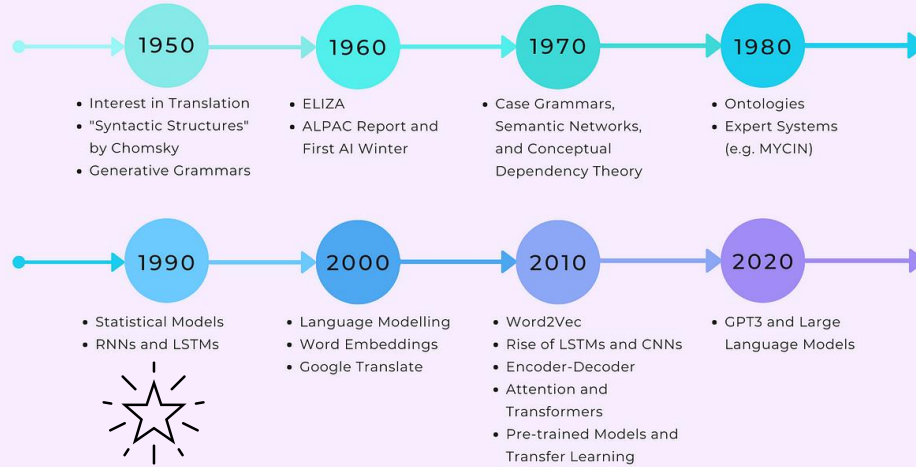 1950
1960
1970
1980
• Interest in Translation
• "Syntactic Structures"
by Chomsky
• Generative Grammars
• ELIZA
• ALPAC Report and
First AI Winter
• Case Grammars,
Semantic Networks,
and Conceptual
Dependency Theory
• Ontologies
• Expert Systems
(e.g. MYCIN)
1990
2000
2010
2020
• Statistical Models
• RNNs and LSTMs
• Language Modelling
• Word Embeddings
• Google Translate
• Word2Vec
• Rise of LSTMs and CNNs
• Encoder-Decoder
• Attention and
Transformers
• Pre-trained Models and
Transfer Learning
• GPT3 and Large
Language Models